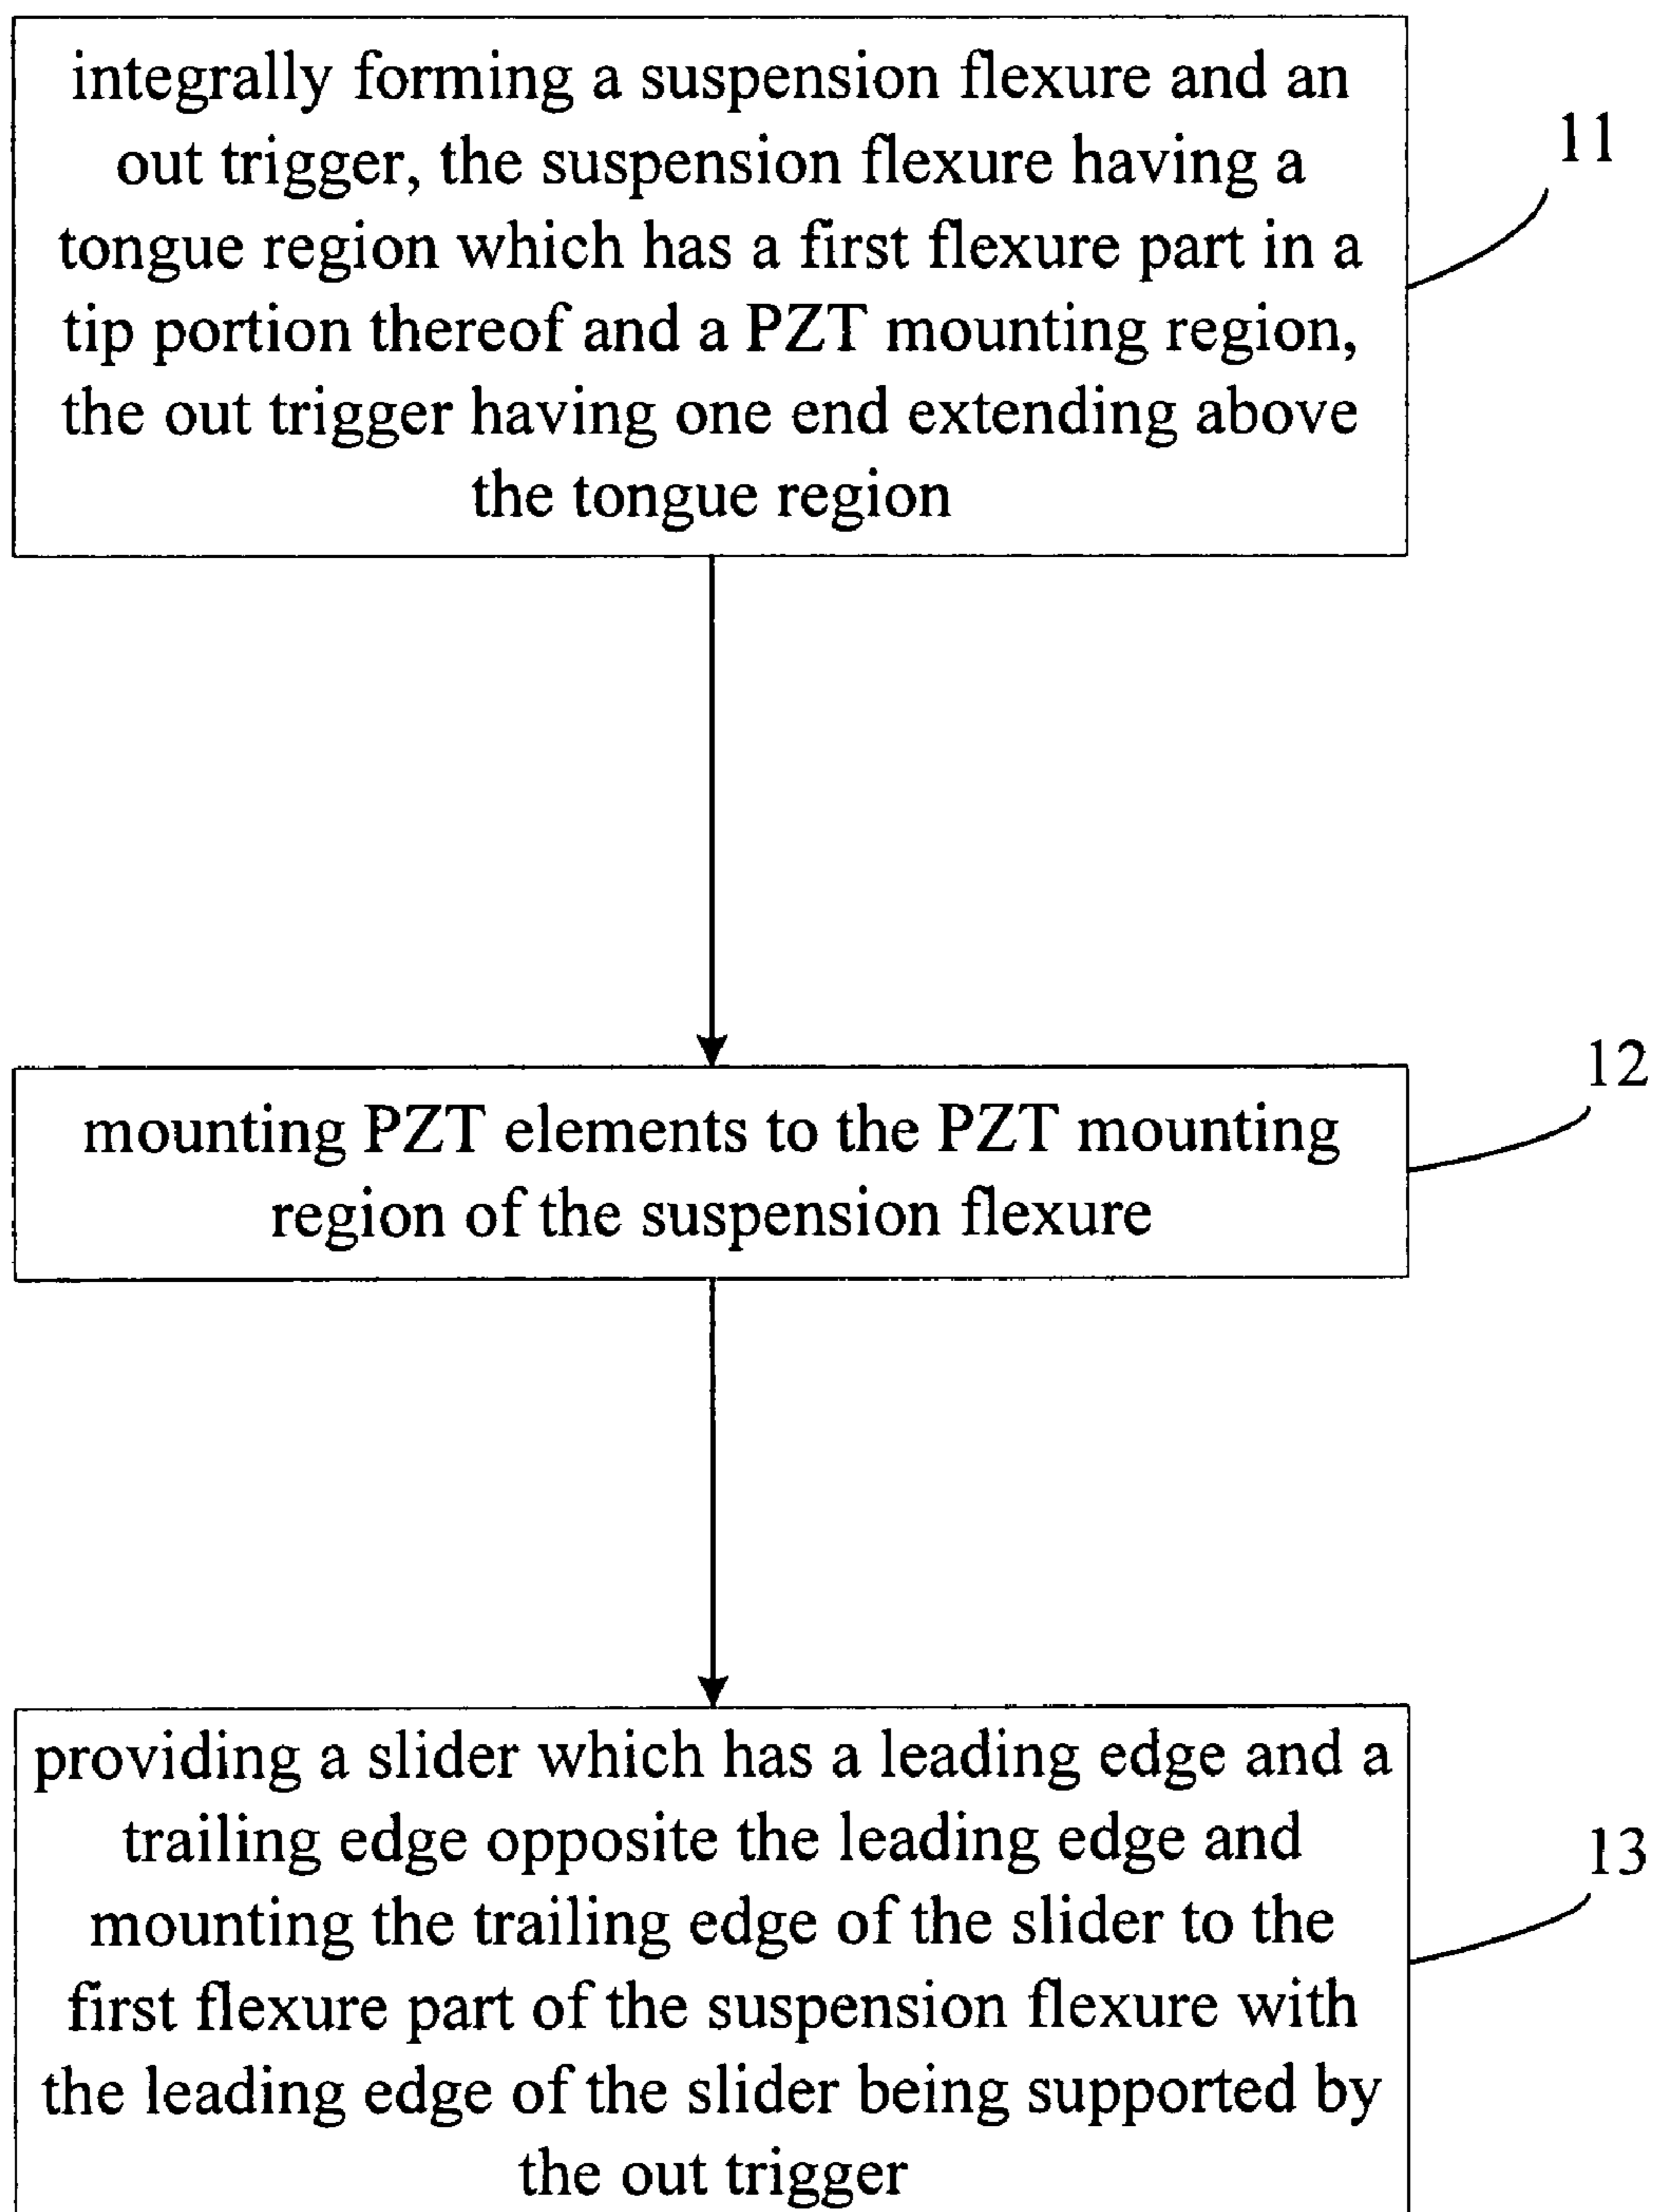 integrally forming a suspension flexure and an
out trigger, the suspension flexure having a
tongue region which has a first flexure part in a
tip portion thereof and a PZT mounting region,
the out trigger having one end extending above
the tongue region
11
mounting PZT elements to the PZT mounting
region of the suspension flexure
12
providing a slider which has a leading edge and a
trailing edge opposite the leading edge and
mounting the trailing edge of the slider to the
first flexure part of the suspension flexure with
the leading edge of the slider being supported by
the out trigger
13